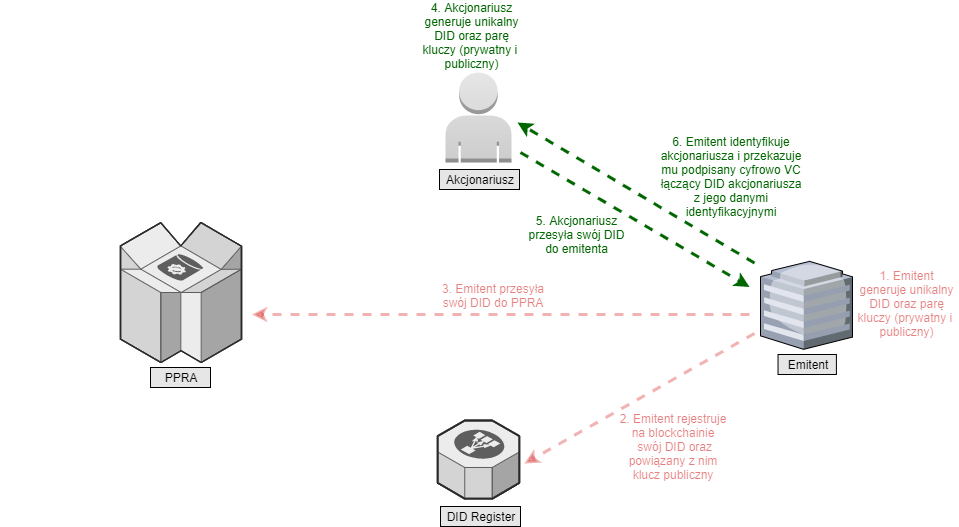 4. Akcjonariusz
generuje unikalny
DID oraz parę
kluczy (prywatny i
publiczny)
Akcjonariusz
6. Emitent identyfikuje
akcjonariusza i przekazuje
mu podpisany cyfrowo VC
łączący DID akcjonariusza
z jego danymi
identyfikacyjnymi
5. Akcjonariusz
przesyła swój DID
do emitenta
3. Emitent przesyła
swój DID do PPRA
1. Emitent
generuje unikalny
DID oraz parę
kluczy (prywatny i
publiczny)
PPRA
Emitent
2. Emitent rejestruje
na blockchainie
swój DID oraz
powiązany z nim
klucz publiczny
DID Register